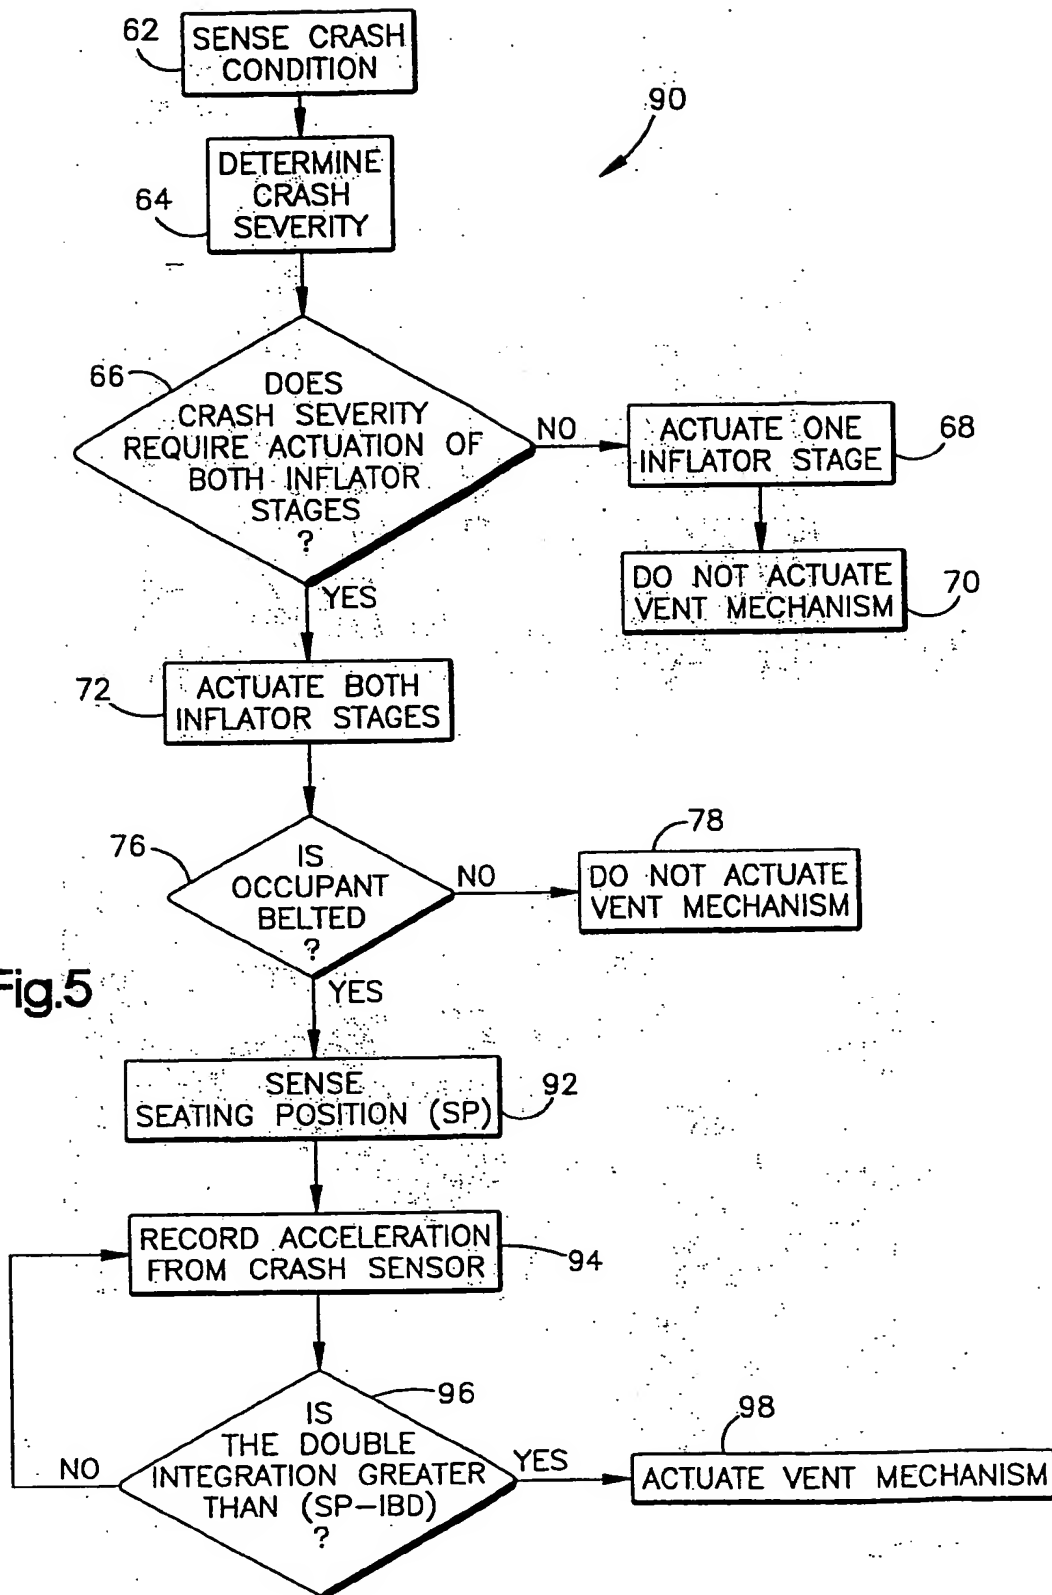 62
SENSE CRASH
CONDITION
90
DETERMINE
CRASH
SEVERITY
64
66
DOES
CRASH SEVERITY
REQUIRE ACTUATION OF
BOTH INFLATOR
STAGES
?
NO
ACTUATE ONE
INFLATOR STAGE
68
DO NOT ACTUATE
VENT MECHANISM
70
YES
72
ACTUATE BOTH
INFLATOR STAGES
76
IS
OCCUPANT
BELTED
?
NO
78
DO NOT ACTUATE
VENT MECHANISM
Fig.5
YES
SENSE
SEATING POSITION (SP)
92
RECORD ACCELERATION
FROM CRASH SENSOR
94
96
IS
THE DOUBLE
INTEGRATION GREATER
THAN (SP-IBD)
?
NO
YES
98
ACTUATE VENT MECHANISM